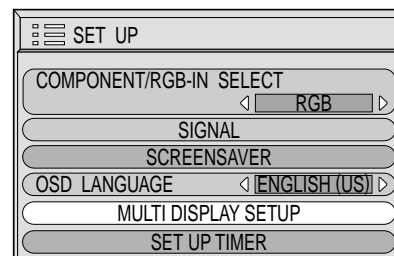 SET UP
COMPONENT/RGB-IN SELECT
RGB
SIGNAL
SCREENSAVER
OSD LANGUAGE ENGLISH (US)
MULTI DISPLAY SETUP
SET UP TIMER